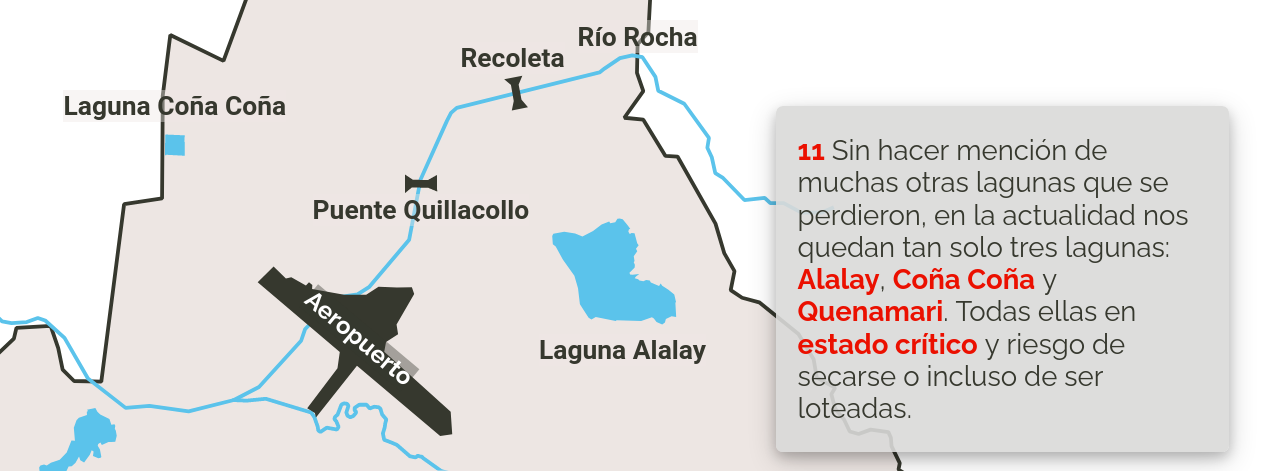 Río Rocha
Recoleta
Laguna Coña Coña
Puente Quillacollo
Aeropuerto
Laguna Alalay
11 Sin hacer mención de
muchas otras lagunas que se
perdieron, en la actualidad nos
quedan tan solo tres lagunas:
Alalay, Coña Coña y
Quenamari. Todas ellas en
estado crítico y riesgo de
secarse o incluso de ser
loteadas.